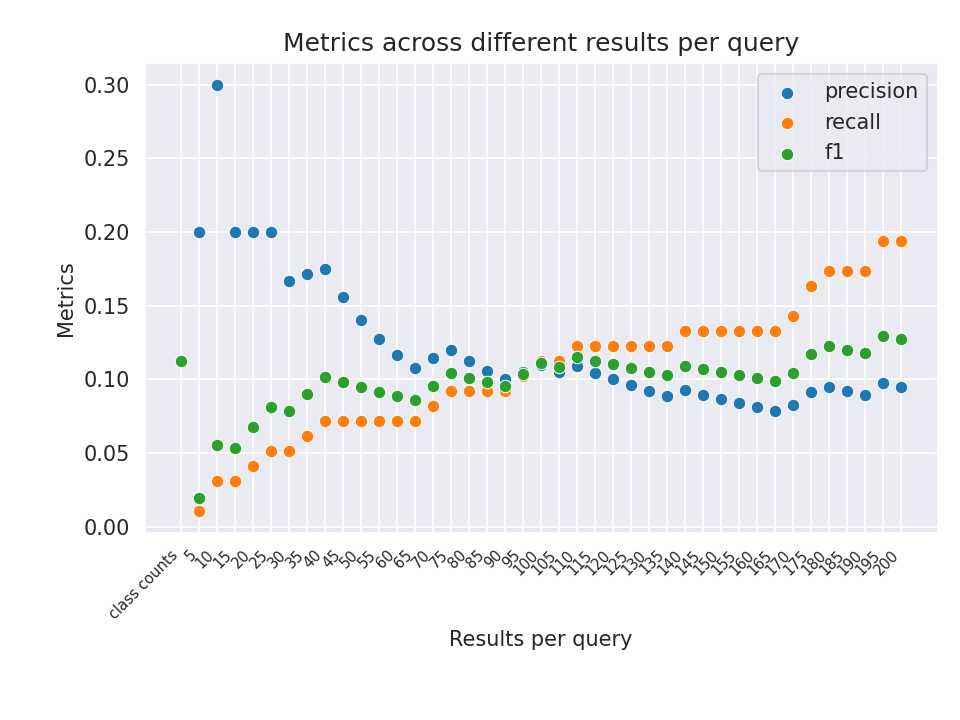 Metrics across different results per query
precision
recall
f1
0.30
0.25
0.20
0.15
0.10
0.05
0.00
Metrics
class counts 5 10 15 20 25 30 35 40 45 50 55 60 65 70 75 80 85 90 95 100 105 110 115 120 125 130 135 140 145 150 155 160 165 170 175 180 185 190 195 200
Results per query